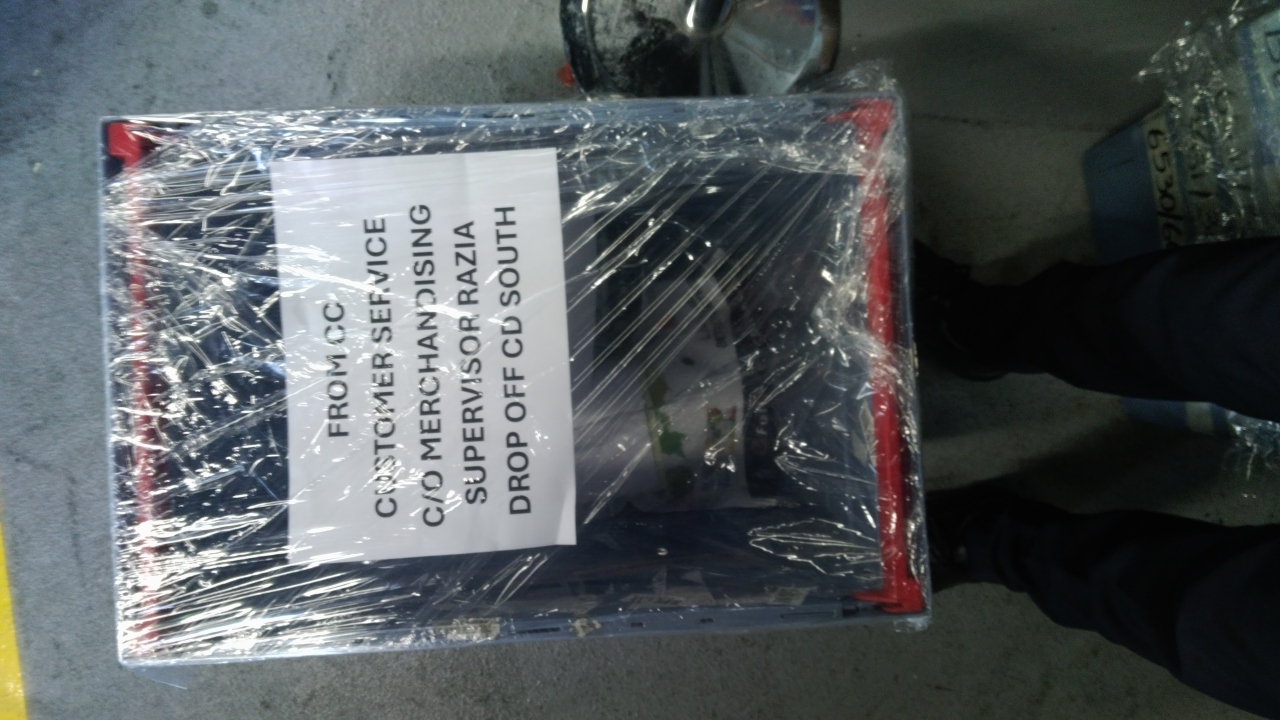 FROM CC
CUSTOMER SERVICE
C/O MERCHANDISING
SUPERVISOR RAZIA
DROP OFF CD SOUTH